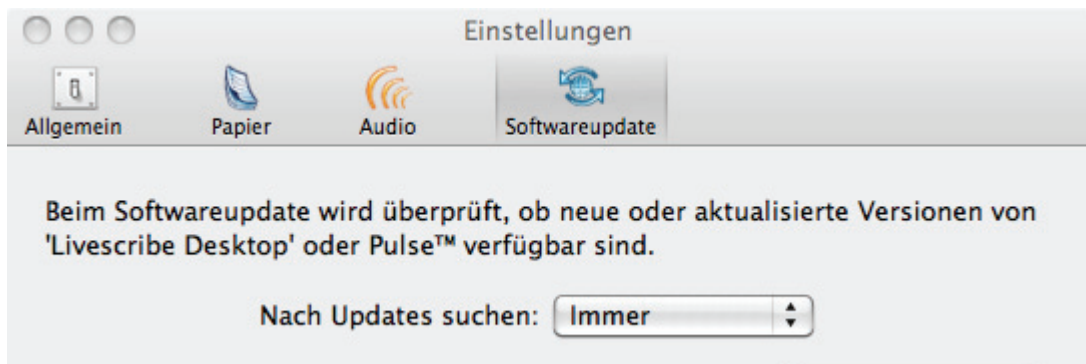 Einstellungen
Allgemein Papier Audio Softwareupdate
Beim Softwareupdate wird überprüft, ob neue oder aktualisierte Versionen von
'Livescribe Desktop' oder Pulse™ verfügbar sind.
Nach Updates suchen: Immer